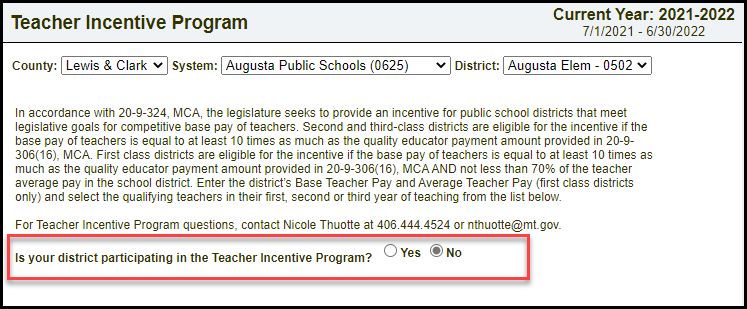 Teacher Incentive Program
Current Year: 2021-2022
7/1/2021 - 6/30/2022
County: Lewis & Clark System: Augusta Public Schools (0625) District: Augusta Elem - 0502
In accordance with 20-9-324, MCA, the legislature seeks to provide an incentive for public school districts that meet
legislative goals for competitive base pay of teachers. Second and third-class districts are eligible for the incentive if the
base pay of teachers is equal to at least 10 times as much as the quality educator payment amount provided in 20-9-
306(16), MCA. First class districts are eligible for the incentive if the base pay of teachers is equal to at least 10 times as
much as the quality educator payment amount provided in 20-9-306(16), MCA AND not less than 70% of the teacher
average pay in the school district. Enter the district's Base Teacher Pay and Average Teacher Pay (first class districts
only) and select the qualifying teachers in their first, second or third year of teaching from the list below.
For Teacher Incentive Program questions, contact Nicole Thuotte at 406.444.4524 or nthuotte@mt.gov.
Is your district participating in the Teacher Incentive Program? Yes No